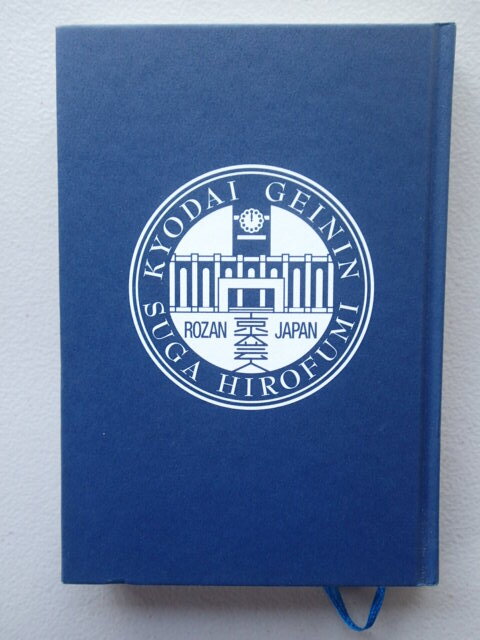 KYODAI GEININ
ROZAN JAPAN
京大芸人
SUGA HIROFUMI